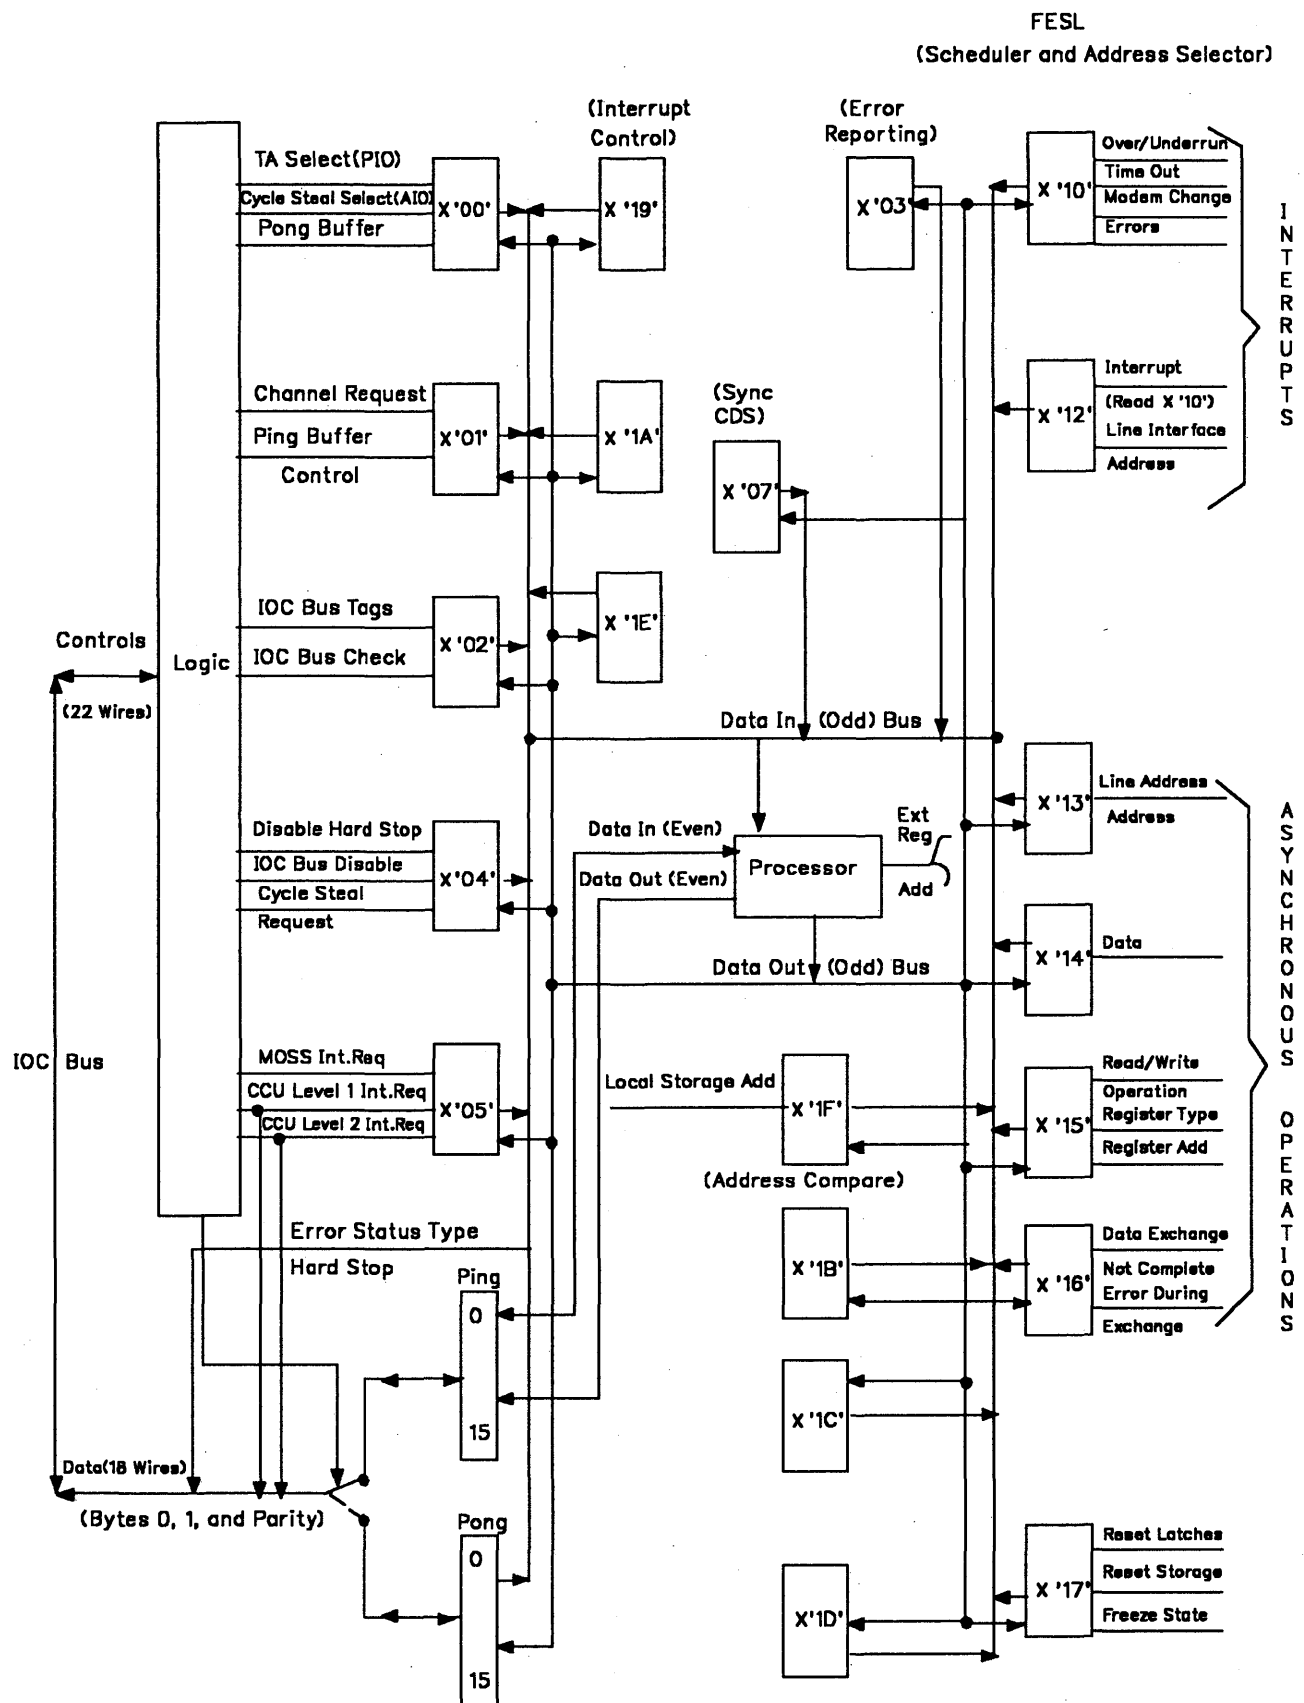 FESL
(Scheduler and Address Selector)
(Interrupt
Control)
(Error
Reporting)
TA Select(PIO)
Cycle Steal Select(AIO)
Pong Buffer
X '00'
X '19'
X '03'
X '10'
Over/Underrun
Time Out
Modem Change
Errors
INTERRUPTS
Channel Request
Ping Buffer
Control
X '01'
X '1A'
(Sync
CDS)
X '07'
X '12'
Interrupt
(Read X '10')
Line Interface
Address
IOC Bus Tags
IOC Bus Check
X '02'
X '1E'
Controls
(22 Wires)
Logic
Data In (Odd) Bus
X '13'
Line Address
Address
Disable Hard Stop
IOC Bus Disable
Cycle Steal
Request
X '04'
Data In (Even)
Data Out (Even)
Processor
Ext
Reg
Add
X '14'
Data
Data Out (Odd) Bus
ASYNCHRONOUS OPERATIONS
IOC Bus
MOSS Int.Req
CCU Level 1 Int.Req
CCU Level 2 Int.Req
X '05'
Local Storage Add
X '1F'
(Address Compare)
X '15'
Read/Write
Operation
Register Type
Register Add
Error Status Type
Hard Stop
X '1B'
X '16'
Data Exchange
Not Complete
Error During
Exchange
Ping
0
15
X '1C'
Data(18 Wires)
(Bytes 0, 1, and Parity)
Pong
0
15
X'1D'
X '17'
Reset Latches
Reset Storage
Freeze State